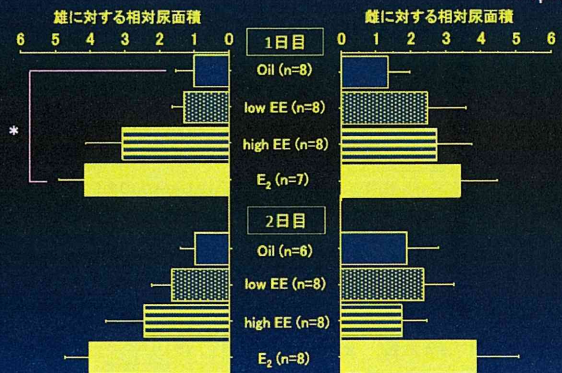 雄に対する相対尿面積
雌に対する相対尿面積
6 4 2 0
0 1 2 3 4 5 6
1日目
Oil (n=8)
low EE (n=8)
high EE (n=8)
E₂ (n=7)
*
2日目
Oil (n=6)
low EE (n=8)
high EE (n=8)
E₂ (n=8)